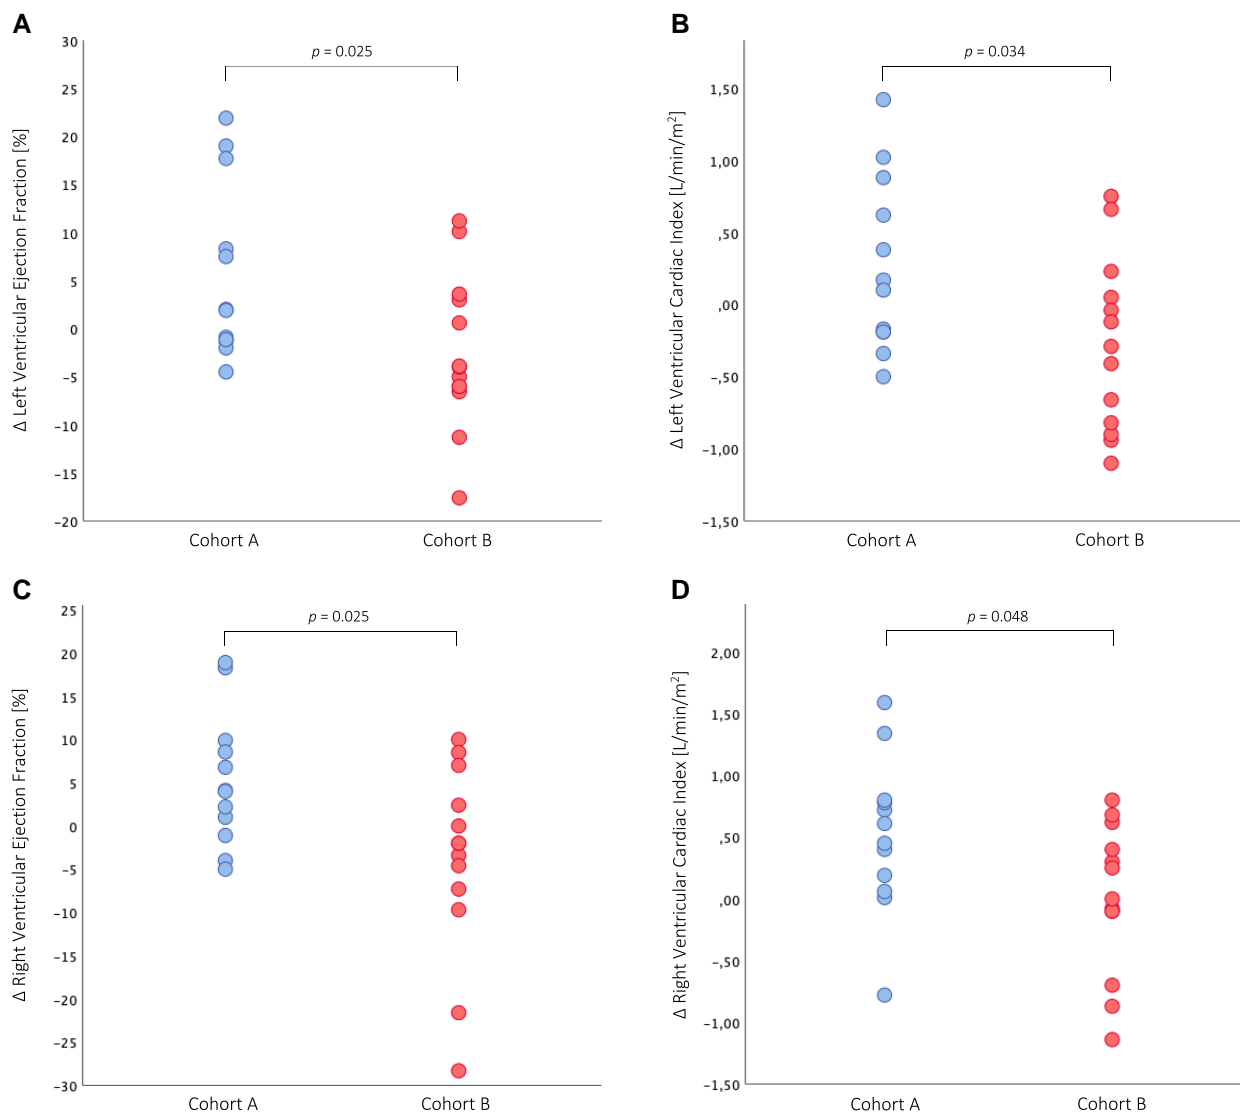 A
B
30
25
20
15
10
5
0
−5
−10
−15
−20
Δ Left Ventricular Ejection Fraction [%]
p = 0.025
Cohort A
Cohort B
1,50
1,00
,50
,00
−,50
−1,00
−1,50
Δ Left Ventricular Cardiac Index [L/min/m²]
p = 0.034
Cohort A
Cohort B
C
D
25
20
15
10
5
0
−5
−10
−15
−20
−25
−30
Δ Right Ventricular Ejection Fraction [%]
p = 0.025
Cohort A
Cohort B
2,00
1,50
1,00
,50
,00
−,50
−1,00
−1,50
Δ Right Ventricular Cardiac Index [L/min/m²]
p = 0.048
Cohort A
Cohort B